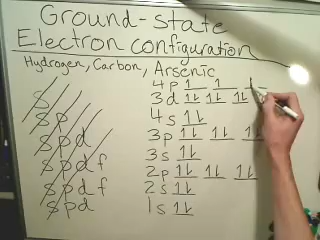 Ground-State
Electron configuration
Hydrogen, Carbon, Arsenic
s
s p
s p d
s p d f
s p d f
s p d
4p 1 1 1
3d 1l 1l 1l
4s 1l
3p 1l 1l 1l
3s 1l
2p 1l 1l 1l
2s 1l
1s 1l